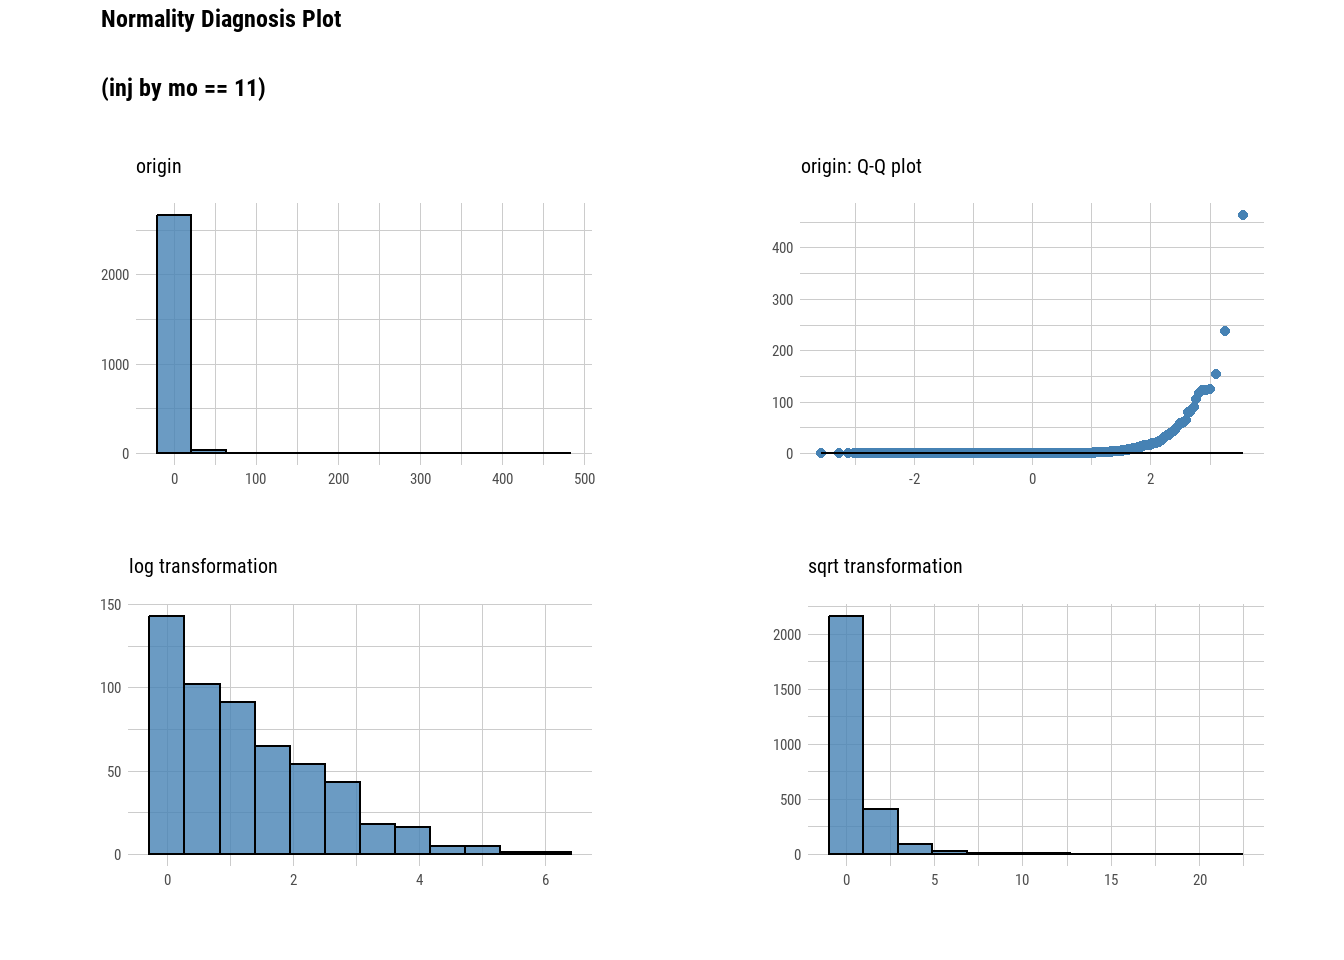 Normality Diagnosis Plot
(inj by mo == 11)
origin
2000
1000
0
0 100 200 300 400 500
origin: Q-Q plot
400
300
200
100
0
-2 0 2
log transformation
150
100
50
0
0 2 4 6
sqrt transformation
2000
1500
1000
500
0
0 5 10 15 20